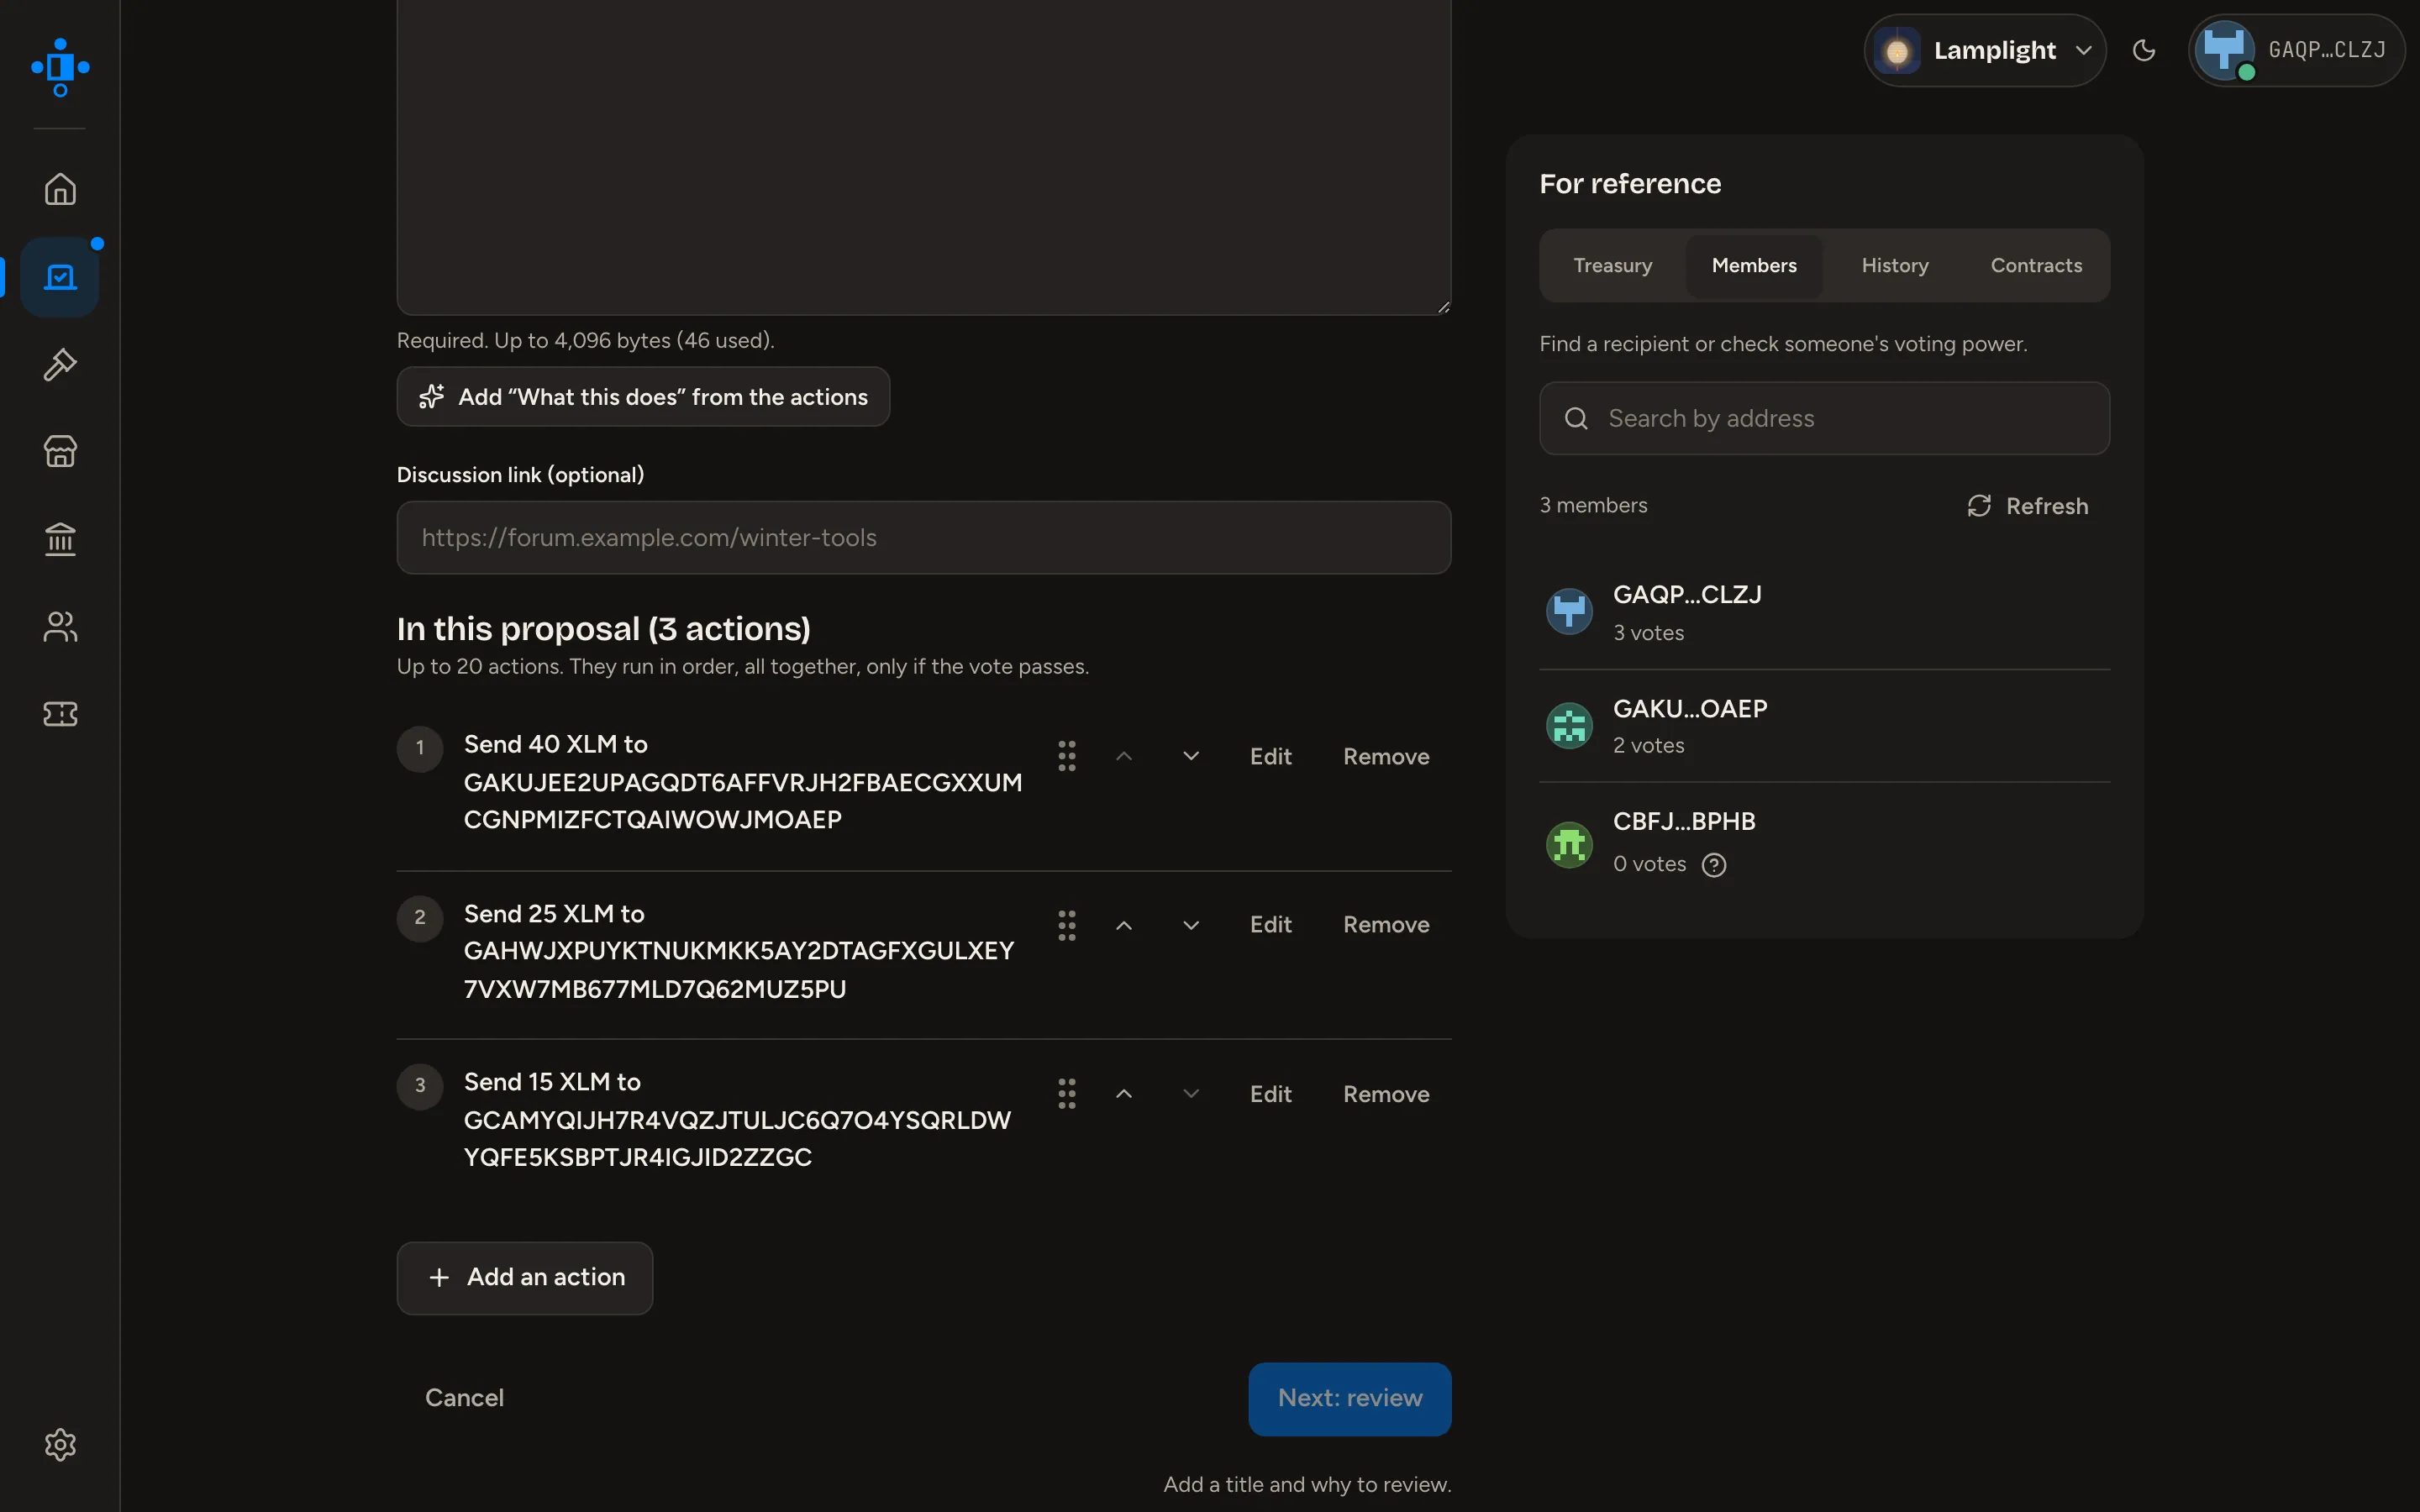 Lamplight
GAQP...CLZJ
Required. Up to 4,096 bytes (46 used).
Add “What this does” from the actions
Discussion link (optional)
https://forum.example.com/winter-tools
In this proposal (3 actions)
Up to 20 actions. They run in order, all together, only if the vote passes.
1
Send 40 XLM to
GAKUJEE2UPAGQDT6AFFVRJH2FBAECGXXUM
CGNPMIZFCTQAIWOWJMOAEP
Edit
Remove
2
Send 25 XLM to
GAHWJXPUYKTNUKMKK5AY2DTAGFXGULXEY
7VXW7MB677MLD7Q62MUZ5PU
Edit
Remove
3
Send 15 XLM to
GCAMYQIJH7R4VQZJTULJC6Q7O4YSQRLDW
YQFE5KSBPTJR4IGJID2ZZGC
Edit
Remove
Add an action
Cancel
Next: review
Add a title and why to review.
For reference
Treasury
Members
History
Contracts
Find a recipient or check someone's voting power.
Search by address
3 members
Refresh
GAQP...CLZJ
3 votes
GAKU...OAEP
2 votes
CBFJ...BPHB
0 votes